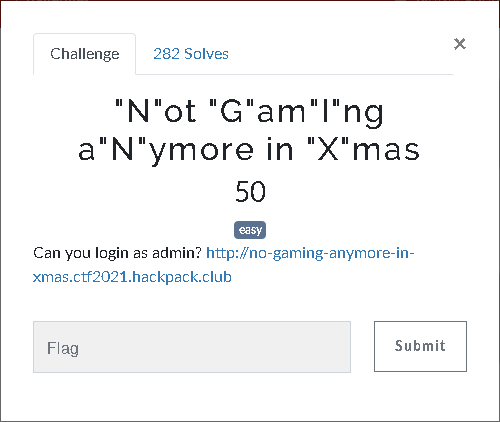 Challenge
282 Solves
×
"N"ot "G"am"I"ng
a"N"ymore in "X"mas
50
easy
Can you login as admin? http://no-gaming-anymore-in-
xmas.ctf2021.hackpack.club
Flag
Submit